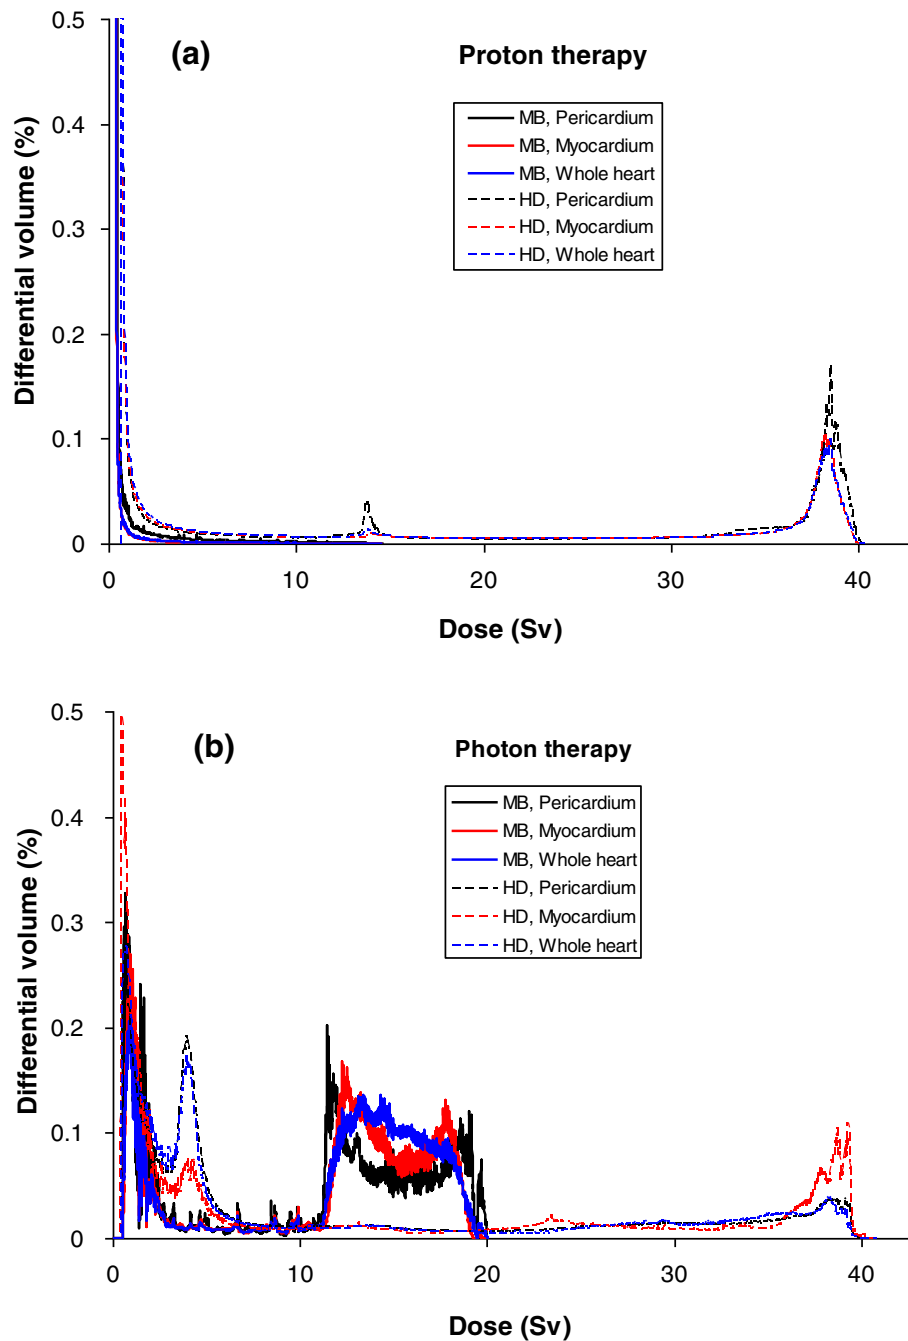 (a)
Proton therapy
Differential volume (%)
0.5
0.4
0.3
0.2
0.1
0
MB, Pericardium
MB, Myocardium
MB, Whole heart
HD, Pericardium
HD, Myocardium
HD, Whole heart
0 10 20 30 40
Dose (Sv)
(b)
Photon therapy
Differential volume (%)
0.5
0.4
0.3
0.2
0.1
0
MB, Pericardium
MB, Myocardium
MB, Whole heart
HD, Pericardium
HD, Myocardium
HD, Whole heart
0 10 20 30 40
Dose (Sv)